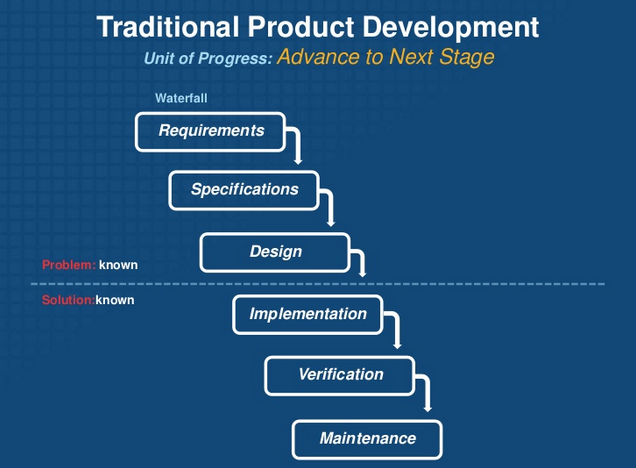 Traditional Product Development
Unit of Progress: Advance to Next Stage
Waterfall
Requirements
Specifications
Design
Problem: known
Solution:known
Implementation
Verification
Maintenance